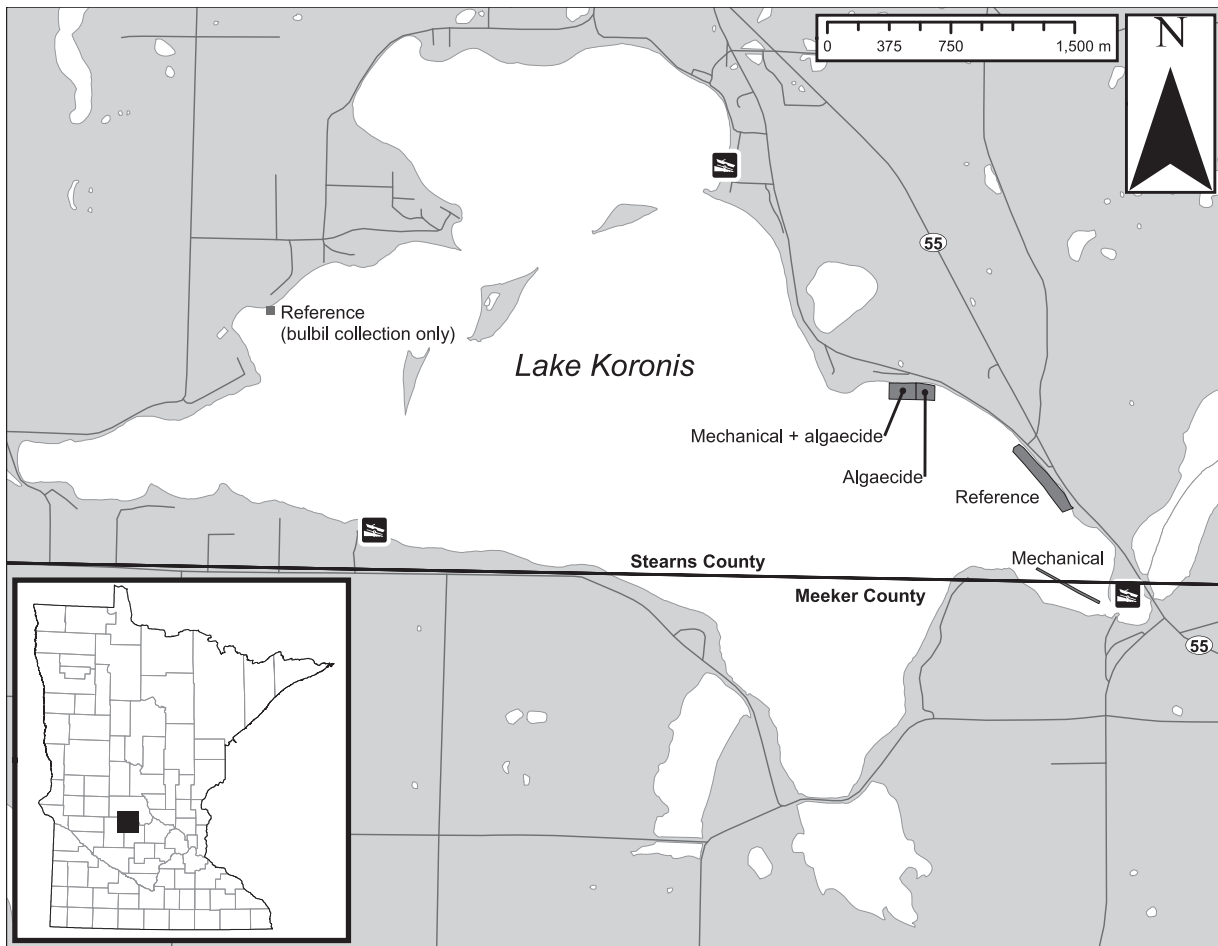 0 375 750 1,500 m
N
55
Reference
(bulbil collection only)
Lake Koronis
Mechanical + algaecide
Algaecide
Reference
Stearns County
Mechanical
Meeker County
55